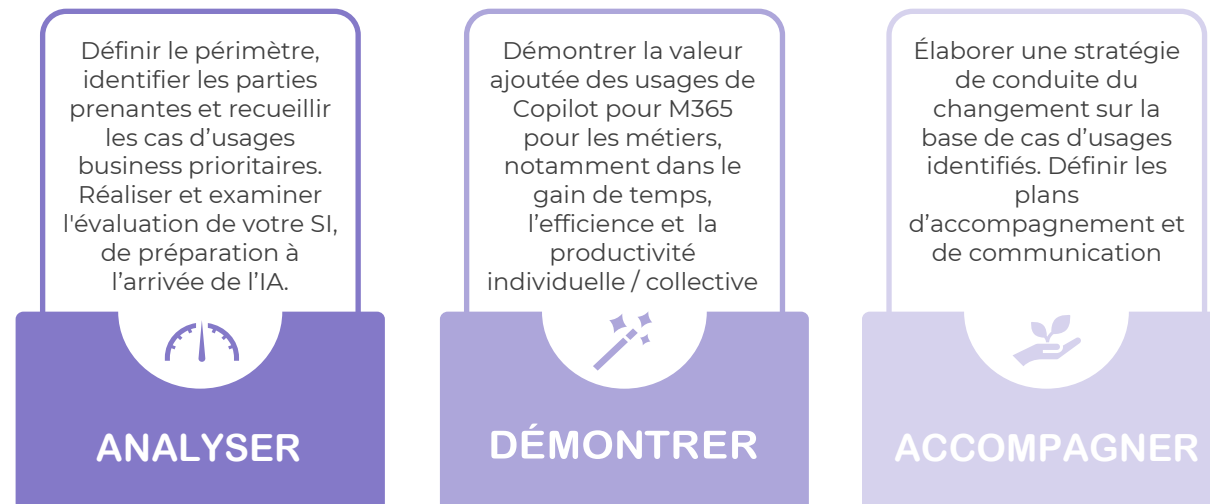 Définir le périmètre,
identifier les parties
prenantes et recueillir
les cas d’usages
business prioritaires.
Réaliser et examiner
l'évaluation de votre SI,
de préparation à
l’arrivée de l’IA.
ANALYSER
Démontrer la valeur
ajoutée des usages de
Copilot pour M365
pour les métiers,
notamment dans le
gain de temps,
l’efficience et  la
productivité
individuelle / collective
DÉMONTRER
Élaborer une stratégie
de conduite du
changement sur la
base de cas d’usages
identifiés. Définir les
plans
d’accompagnement et
de communication
ACCOMPAGNER